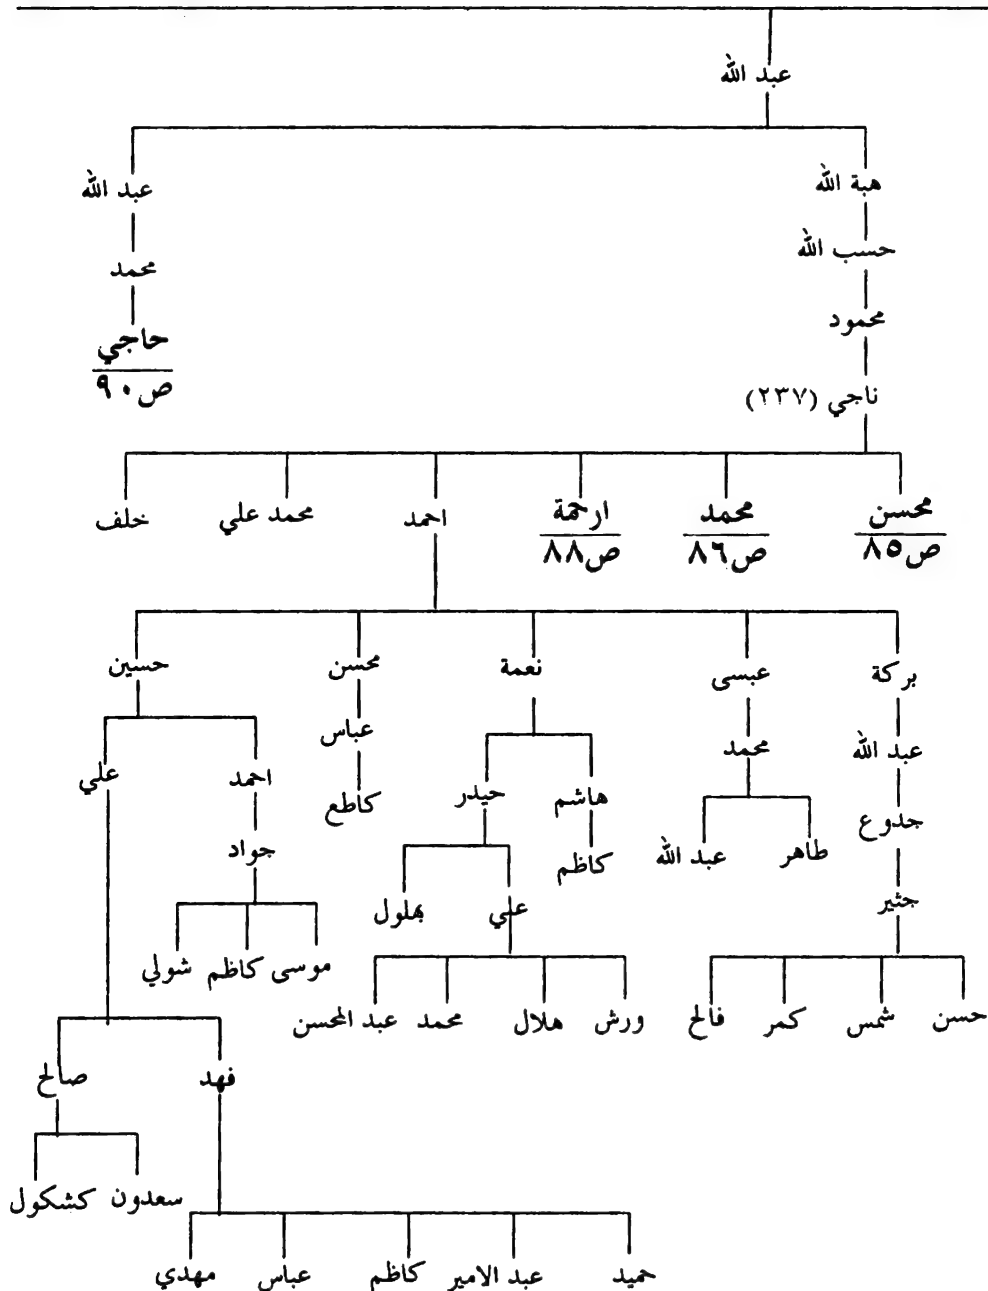 عبد الله
هبة الله عبد الله
حسب الله محمد
محمود حاجي
ص٩٠
ناجي (٢٣٧)
محسن محمد ارحمة احمد محمد علي خلف
ص٨٥ ص٨٦ ص٨٨
بركة عبسى نعمة محسن حسين
عبد الله محمد عباس
احمد علي
جدوع هاشم حيدر كاطع
طاهر عبد الله كاظم جواد
جثير علي بهلول
موسى كاظم شولي
حسن شمس كمر فالح ورش هلال محمد عبد المحسن
فهد صالح
سعدون كشكول
حميد عبد الامير كاظم عباس مهدي